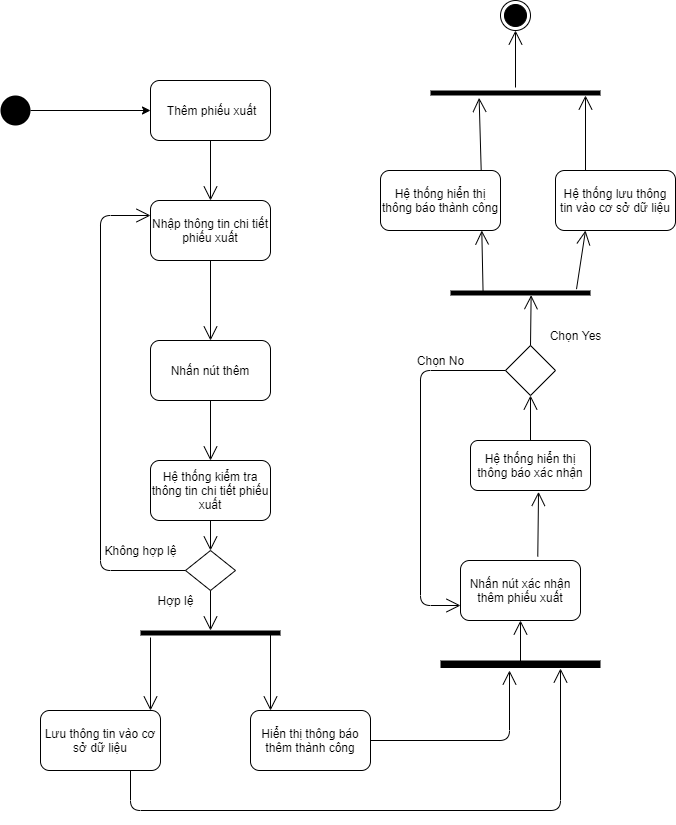 Thêm phiếu xuất
Nhập thông tin chi tiết
phiếu xuất
Nhấn nút thêm
Hệ thống kiểm tra
thông tin chi tiết phiếu
xuất
Không hợp lệ
Hợp lệ
Lưu thông tin vào cơ
sở dữ liệu
Hiển thị thông báo
thêm thành công
Nhấn nút xác nhận
thêm phiếu xuất
Hệ thống hiển thị
thông báo xác nhận
Chọn No
Chọn Yes
Hệ thống hiển thị
thông báo thành công
Hệ thống lưu thông
tin vào cơ sở dữ liệu